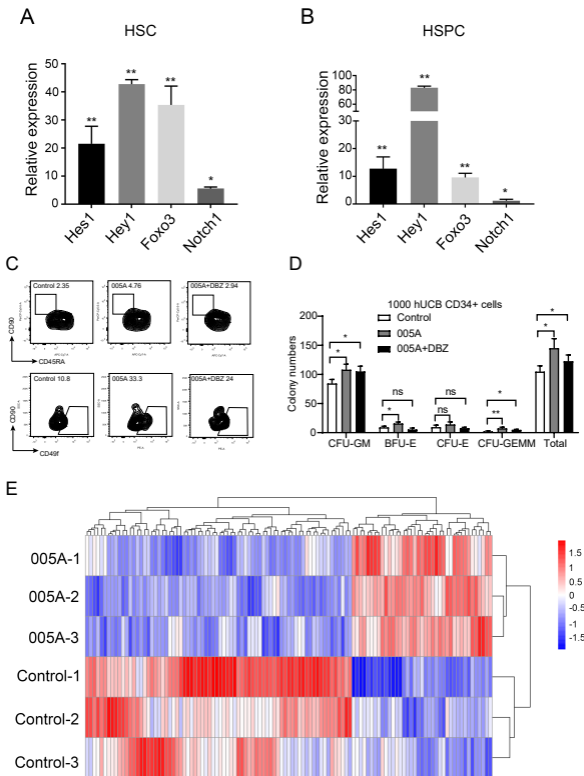 A
HSC
Relative expression
50
40
30
20
10
0
**
**
**
*
Hes1
Hey1
Foxo3
Notch1
B
HSPC
Relative expression
100
80
60
40
30
20
10
0
**
**
**
*
Hes1
Hey1
Foxo3
Notch1
C
Control 2.35
005A 4.76
005A+DBZ 2.94
CD90
CD45RA
Control 10.8
005A 33.3
005A+DBZ 24
CD90
CD49f
D
1000 hUCB CD34+ cells
Control
005A
005A+DBZ
Colony numbers
200
150
100
50
0
*
*
ns
*
ns
ns
*
**
*
*
CFU-GM
BFU-E
CFU-E
CFU-GEMM
Total
E
005A-1
005A-2
005A-3
Control-1
Control-2
Control-3
1.5
1
0.5
0
-0.5
-1
-1.5